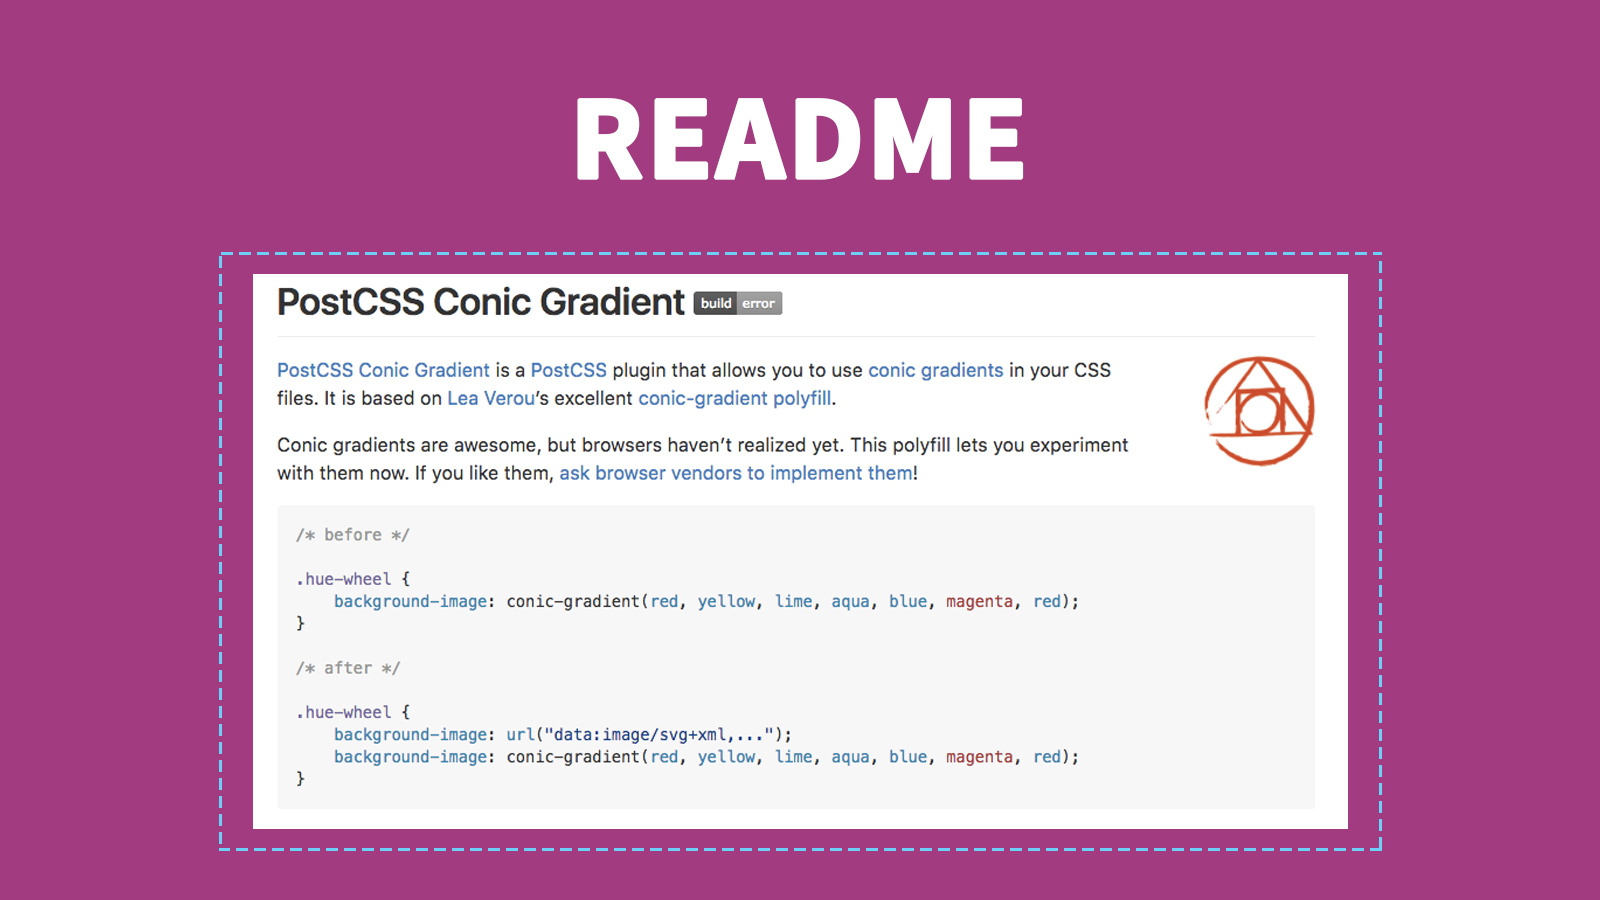 README
PostCSS Conic Gradient build error
PostCSS Conic Gradient is a PostCSS plugin that allows you to use conic gradients in your CSS
files. It is based on Lea Verou’s excellent conic-gradient polyfill.
Conic gradients are awesome, but browsers haven’t realized yet. This polyfill lets you experiment
with them now. If you like them, ask browser vendors to implement them!
/* before */
.hue-wheel {
    background-image: conic-gradient(red, yellow, lime, aqua, blue, magenta, red);
}
/* after */
.hue-wheel {
    background-image: url("data:image/svg+xml,...");
    background-image: conic-gradient(red, yellow, lime, aqua, blue, magenta, red);
}